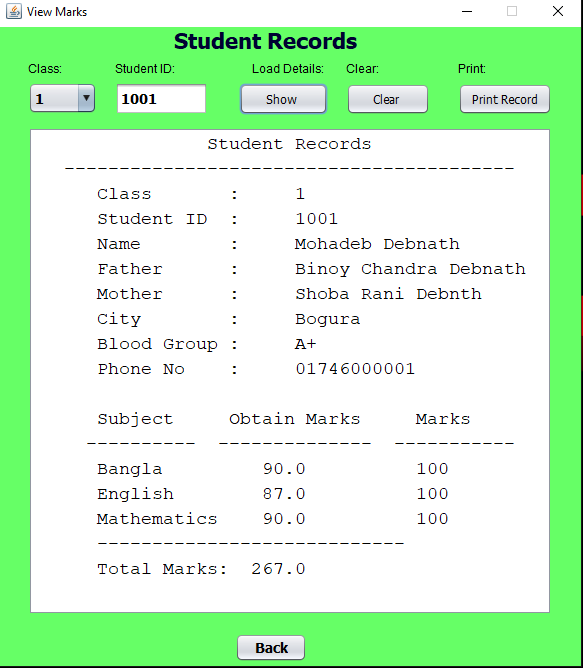 View Marks
Student Records
Class: Student ID: Load Details: Clear: Print:
1 1001 Show Clear Print Record
Student Records
-----------------------------------------
Class : 1
Student ID : 1001
Name : Mohadeb Debnath
Father : Binoy Chandra Debnath
Mother : Shoba Rani Debnth
City : Bogura
Blood Group : A+
Phone No : 01746000001
Subject Obtain Marks Marks
---------- -------------- -----------
Bangla 90.0 100
English 87.0 100
Mathematics 90.0 100
----------------------------
Total Marks: 267.0
Back